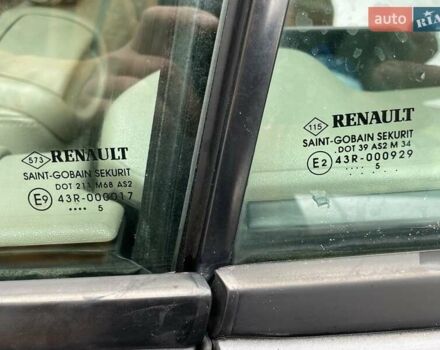 auto RIA
573 RENAULT
SAINT-GOBAIN SEKURIT
DOT 211 M68 AS2
E9 43R-000017
.... 5
115 RENAULT
SAINT-GOBAIN SEKURIT
DOT 39 AS2 M 34
E2 43R-000929
.... 5